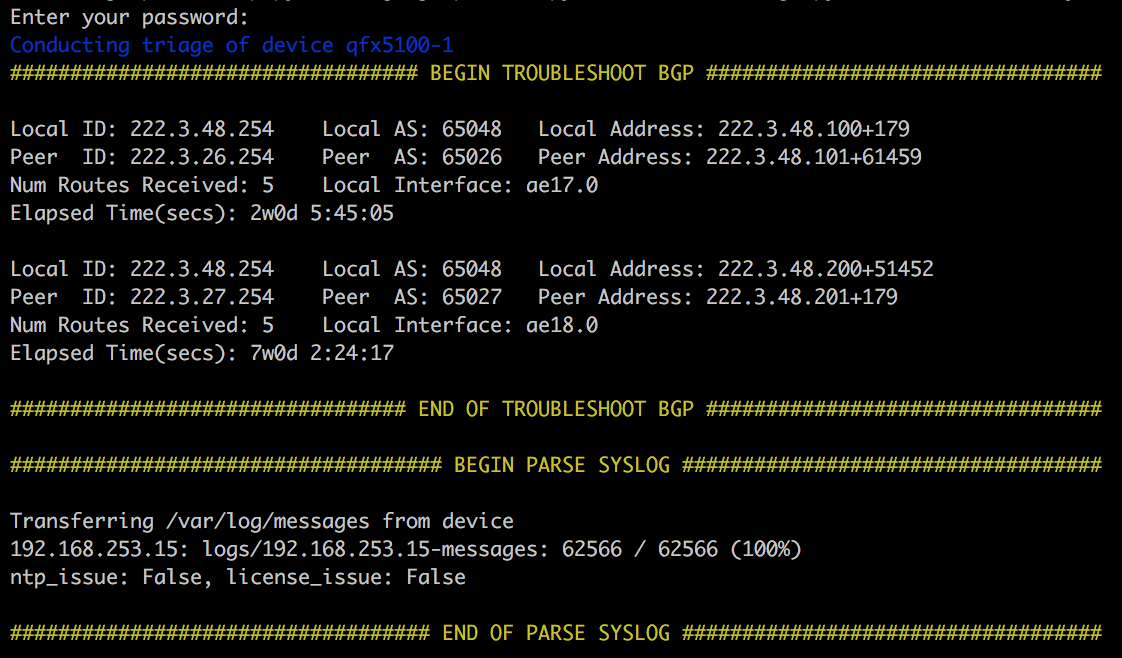 Enter your password:
Conducting triage of device qfx5100-1
################################## BEGIN TROUBLESHOOT BGP #################################
Local ID: 222.3.48.254    Local AS: 65048   Local Address: 222.3.48.100+179
Peer  ID: 222.3.26.254    Peer  AS: 65026   Peer Address: 222.3.48.101+61459
Num Routes Received: 5    Local Interface: ae17.0
Elapsed Time(secs): 2w0d 5:45:05
Local ID: 222.3.48.254    Local AS: 65048   Local Address: 222.3.48.200+51452
Peer  ID: 222.3.27.254    Peer  AS: 65027   Peer Address: 222.3.48.201+179
Num Routes Received: 5    Local Interface: ae18.0
Elapsed Time(secs): 7w0d 2:24:17
################################# END OF TROUBLESHOOT BGP #################################
#################################### BEGIN PARSE SYSLOG ###################################
Transferring /var/log/messages from device
192.168.253.15: logs/192.168.253.15-messages: 62566 / 62566 (100%)
ntp_issue: False, license_issue: False
################################### END OF PARSE SYSLOG ###################################